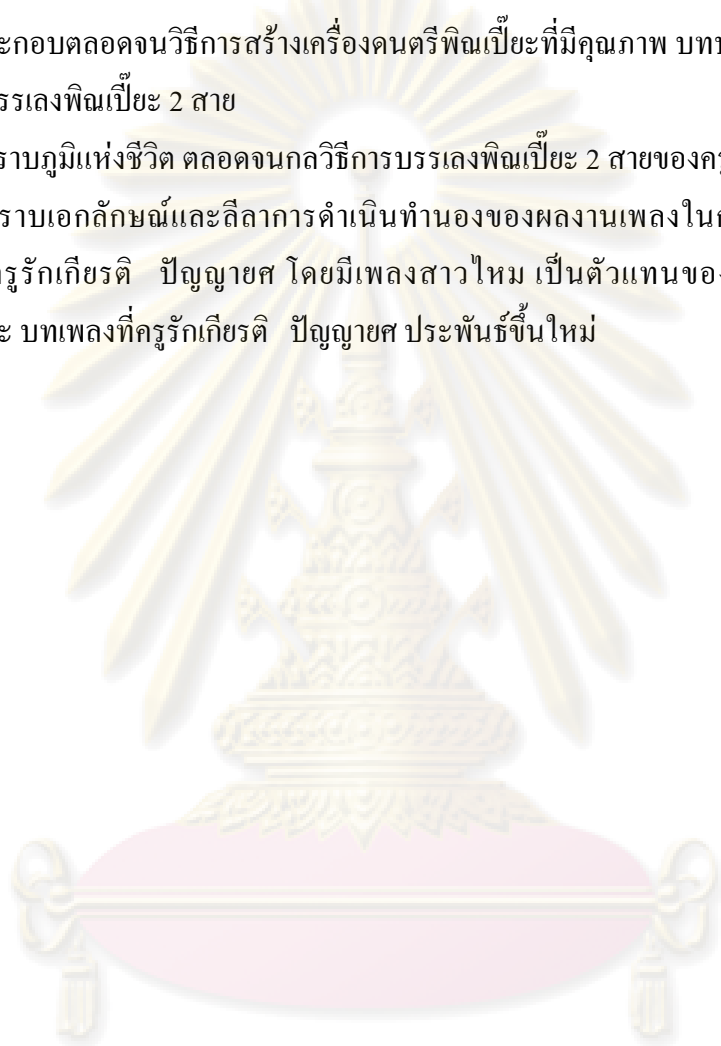 ะกอบตลอดจนวิธีการสร้างเครื่องดนตรีพิณเปี๊ยะที่มีคุณภาพ บทบ
รรเลงพิณเปี๊ยะ 2 สาย
ราบภูมิแห่งชีวิต ตลอดจนกลวิธีการบรรเลงพิณเปี๊ยะ 2 สายของครู
ราบเอกลักษณ์และลีลาการดำเนินทำนองของผลงานเพลงในก
ครูรักเกียรติ ปัญญายศ โดยมีเพลงสาวไหม เป็นตัวแทนของ
ะ บทเพลงที่ครูรักเกียรติ ปัญญายศ ประพันธ์ขึ้นใหม่